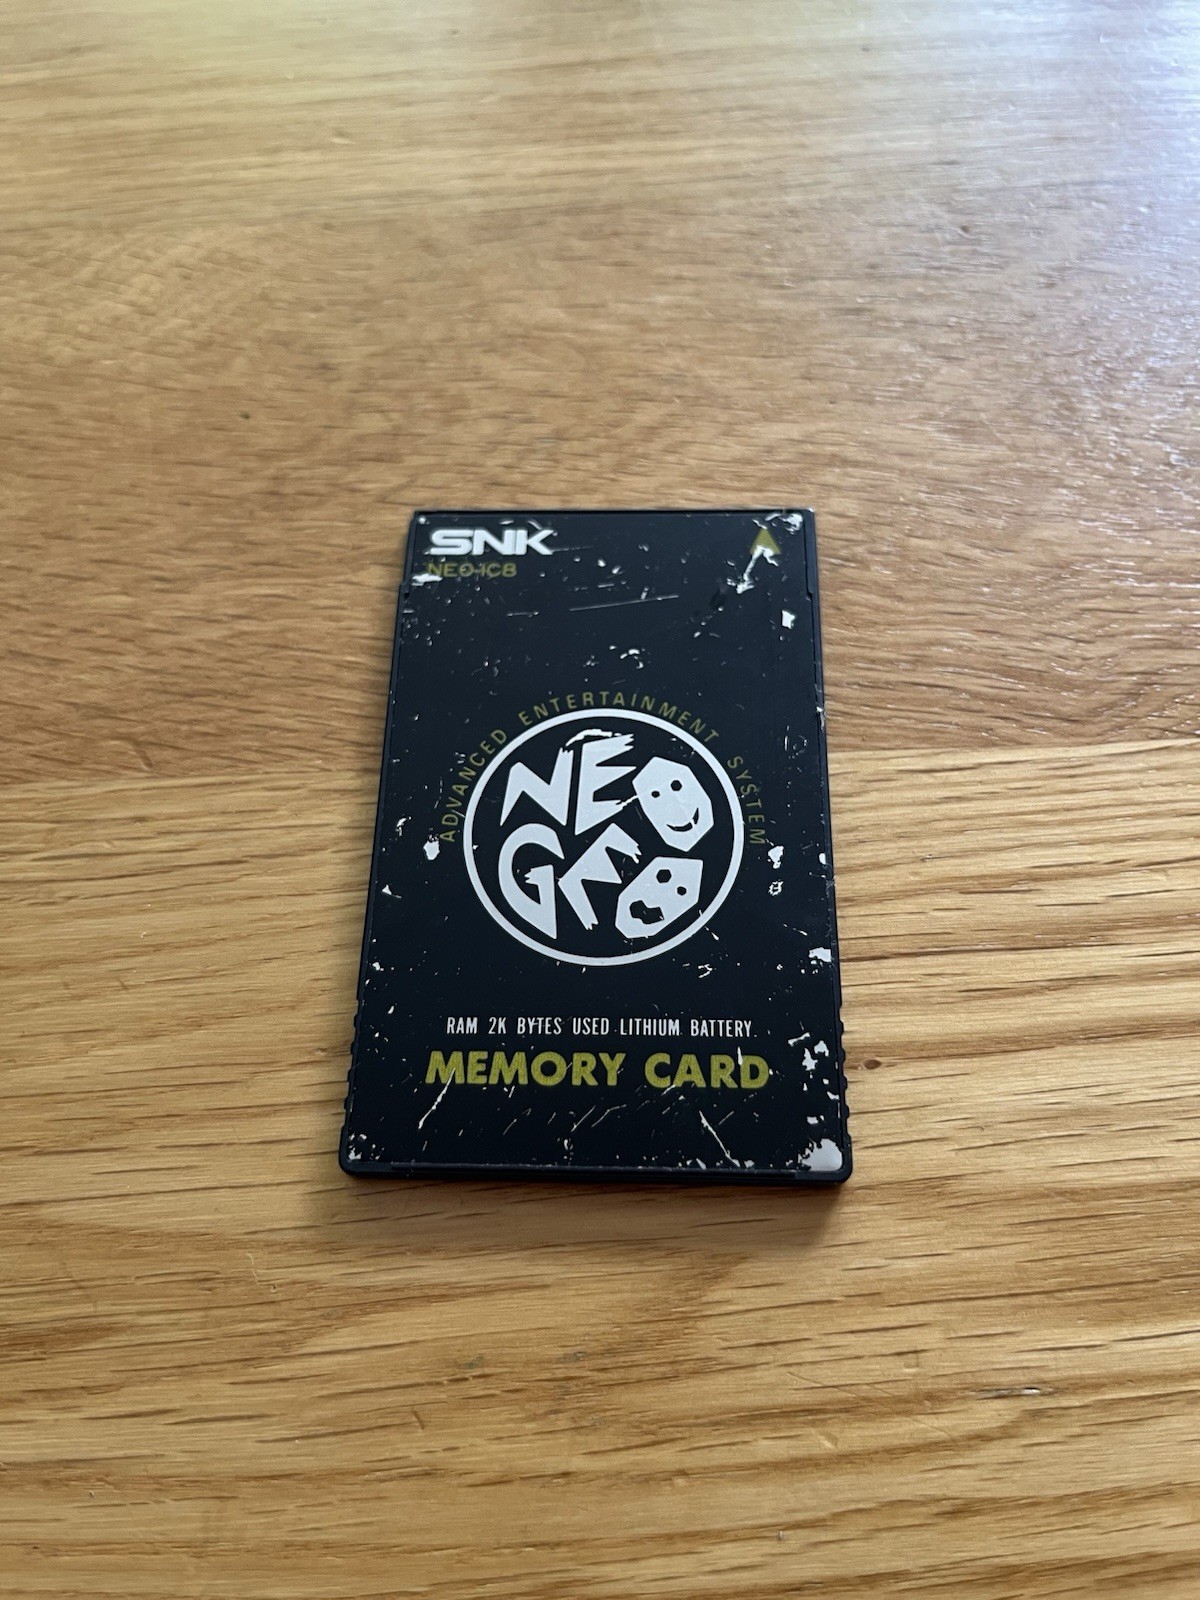 SNK
NEO-IC8
ADVANCED ENTERTAINMENT SYSTEM
NEO
GEO
RAM 2K BYTES USED LITHIUM BATTERY
MEMORY CARD